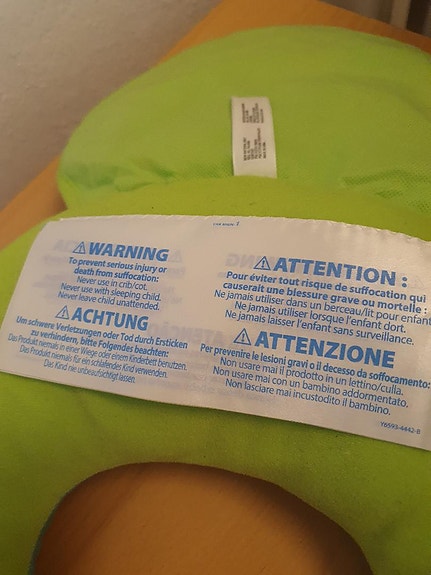 ⚠WARNING
To prevent serious injury or
death from suffocation:
Never use in crib/cot.
Never use with sleeping child.
Never leave child unattended.
⚠ACHTUNG
Um schwere Verletzungen oder Tod durch Ersticken
zu verhindern, bitte Folgendes beachten:
Das Produkt niemals in einer Wiege oder einem Kinderbett benutzen.
Das Produkt niemals für ein schlafendes Kind verwenden.
Das Kind nie unbeaufsichtigt lassen.
⚠ATTENTION :
Pour éviter tout risque de suffocation qui
causerait une blessure grave ou mortelle :
Ne jamais utiliser dans un berceau/lit pour enfant
Ne jamais utiliser lorsque l'enfant dort.
Ne jamais laisser l'enfant sans surveillance.
⚠ATTENZIONE
Per prevenire le lesioni gravi o il decesso da soffocamento:
Non usare mai il prodotto in un lettino/culla.
Non usare mai con un bambino addormentato.
Non lasciare mai incustodito il bambino.
Y6593-4442-B